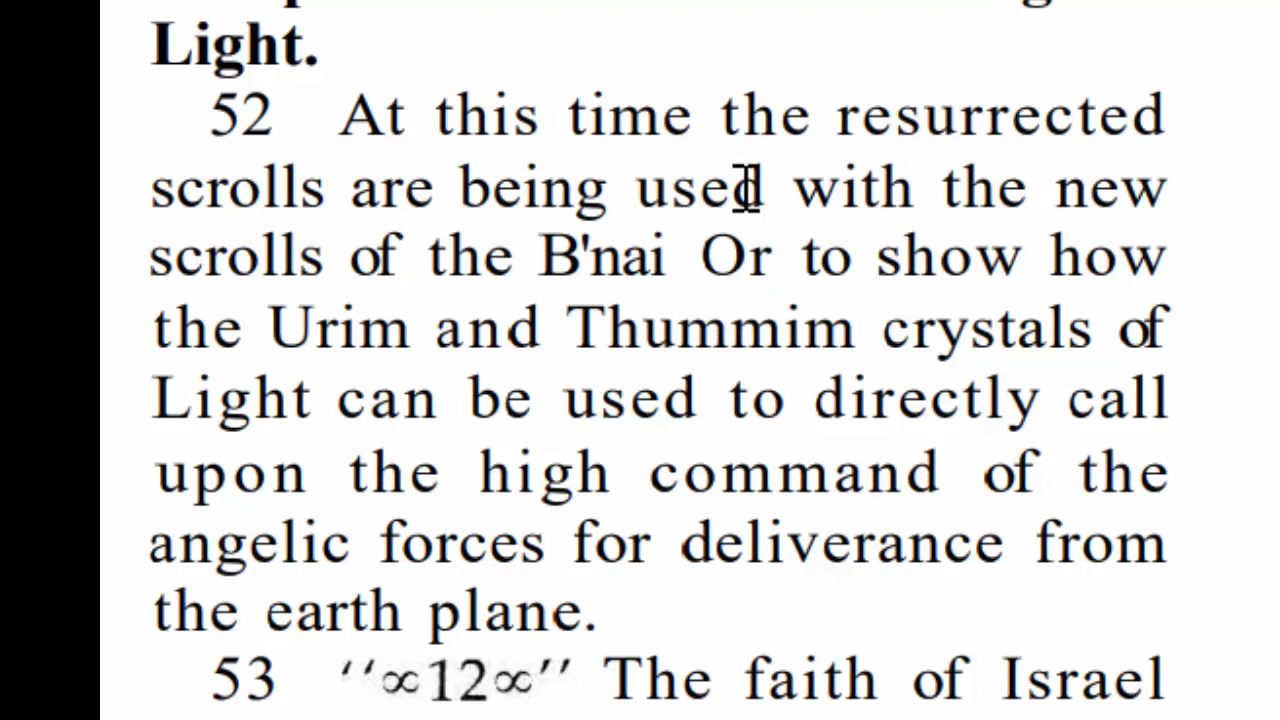 Light.
52 At this time the resurrected
scrolls are being used with the new
scrolls of the B'nai Or to show how
the Urim and Thummim crystals of
Light can be used to directly call
upon the high command of the
angelic forces for deliverance from
the earth plane.
53 ‘‘∞12∞’’ The faith of Israel